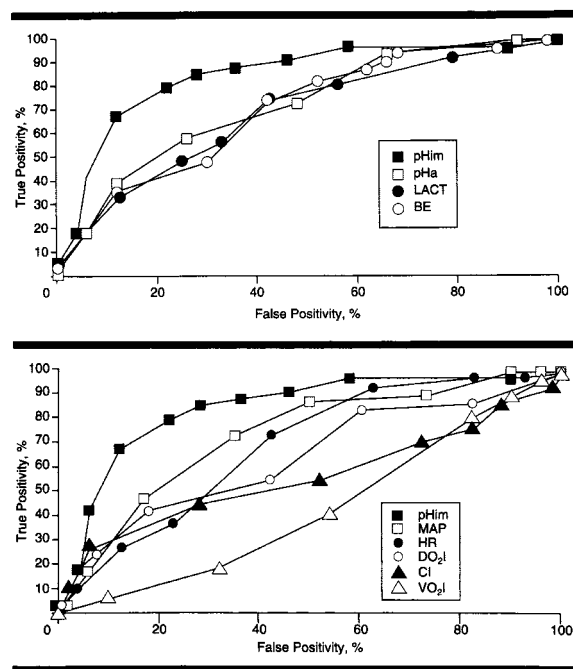 100
90
80
70
60
50
40
30
20
10
0
20
40
60
80
100
True Positivity, %
False Positivity, %
pHim
pHa
LACT
BE
100
90
80
70
60
50
40
30
20
10
0
20
40
60
80
100
True Positivity, %
False Positivity, %
pHim
MAP
HR
DO₂I
CI
VO₂I